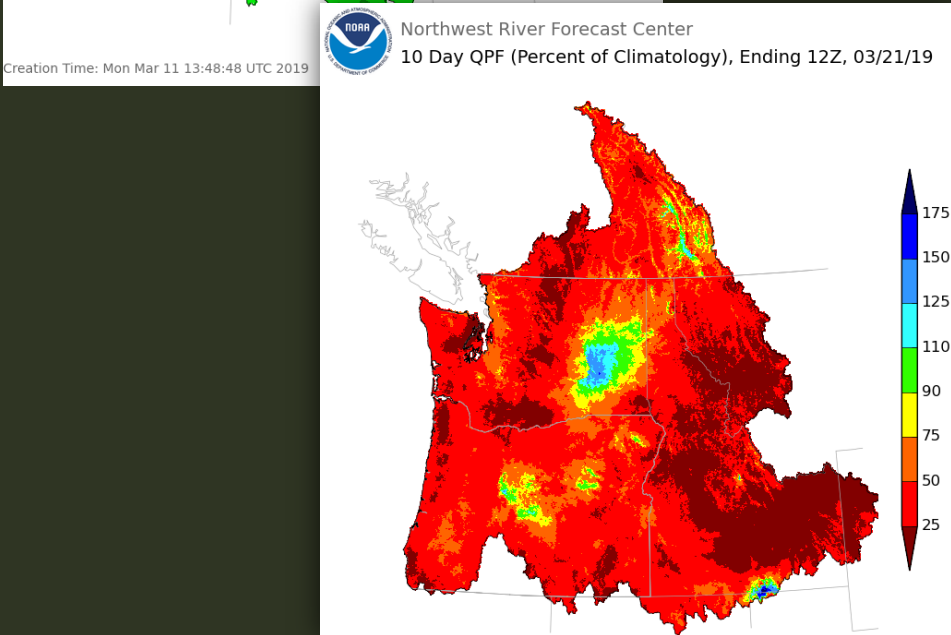 Creation Time: Mon Mar 11 13:48:48 UTC 2019
NOAA
Northwest River Forecast Center
10 Day QPF (Percent of Climatology), Ending 12Z, 03/21/19
175
150
125
110
90
75
50
25